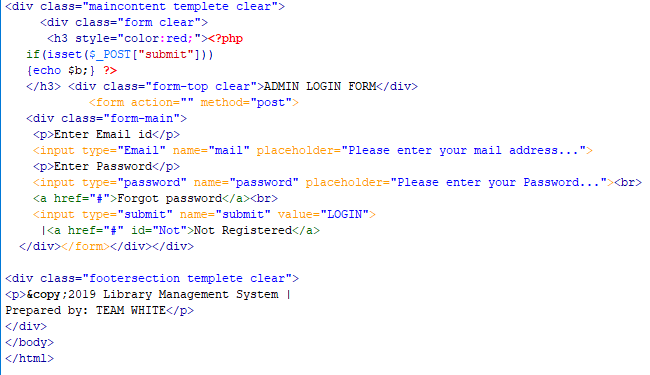 <div class="maincontent templete clear">
<div class="form clear">
<h3 style="color:red;"><?php
if(isset($_POST["submit"]))
{echo $b;} ?>
</h3> <div class="form-top clear">ADMIN LOGIN FORM</div>
<form action="" method="post">
<div class="form-main">
<p>Enter Email id</p>
<input type="Email" name="mail" placeholder="Please enter your mail address...">
<p>Enter Password</p>
<input type="password" name="password" placeholder="Please enter your Password..."><br>
<a href="#">Forgot password</a><br>
<input type="submit" name="submit" value="LOGIN">
|<a href="#" id="Not">Not Registered</a>
</div></form></div></div>
<div class="footersection templete clear">
<p>&copy;2019 Library Management System |
Prepared by: TEAM WHITE</p>
</div>
</body>
</html>